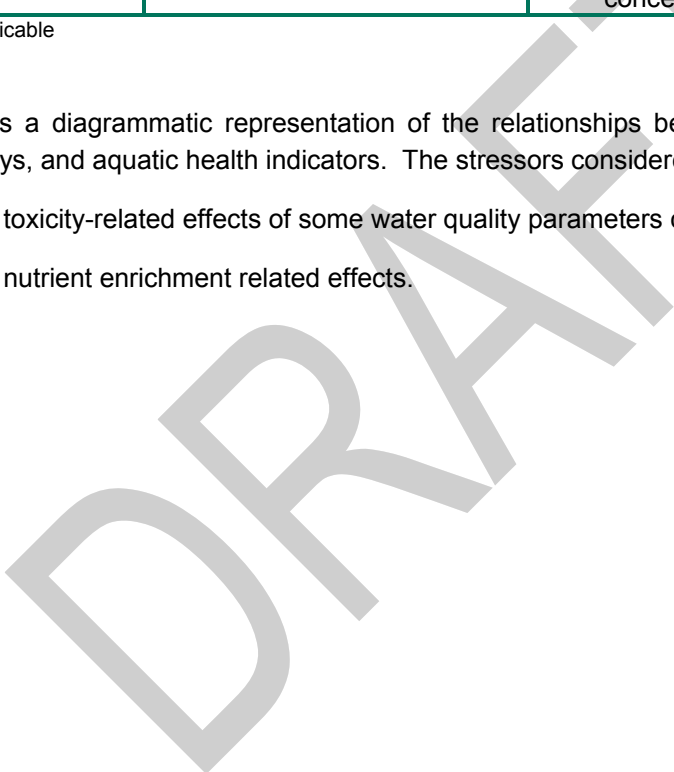 conce
icable
s a diagrammatic representation of the relationships be
ys, and aquatic health indicators. The stressors considere
toxicity-related effects of some water quality parameters o
nutrient enrichment related effects.
DRAFT